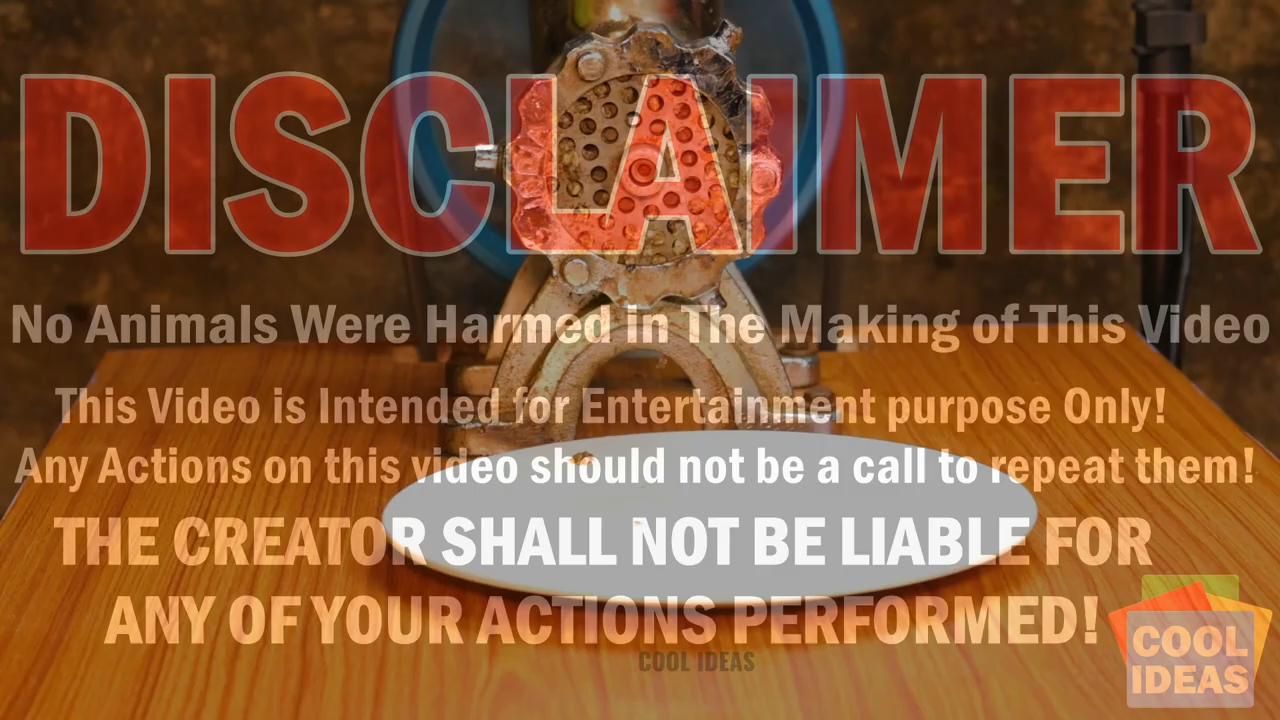 DISCLAIMER
No Animals Were Harmed in The Making of This Video
This Video is Intended for Entertainment purpose Only!
Any Actions on this video should not be a call to repeat them!
THE CREATOR SHALL NOT BE LIABLE FOR
ANY OF YOUR ACTIONS PERFORMED!
COOL IDEAS
COOL
IDEAS